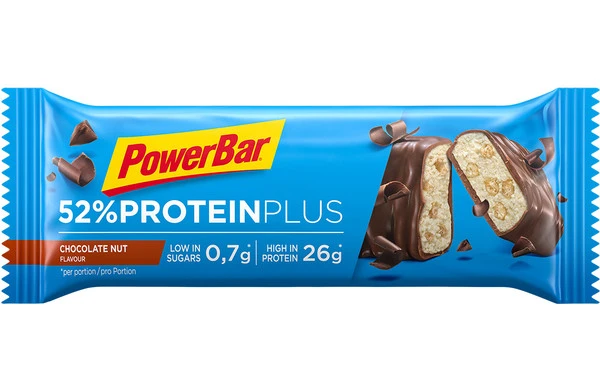 PowerBar
52%PROTEINPLUS
CHOCOLATE NUT
FLAVOUR
LOW IN
SUGARS 0,7g*
HIGH IN
PROTEIN 26g*
*per portion/pro Portion